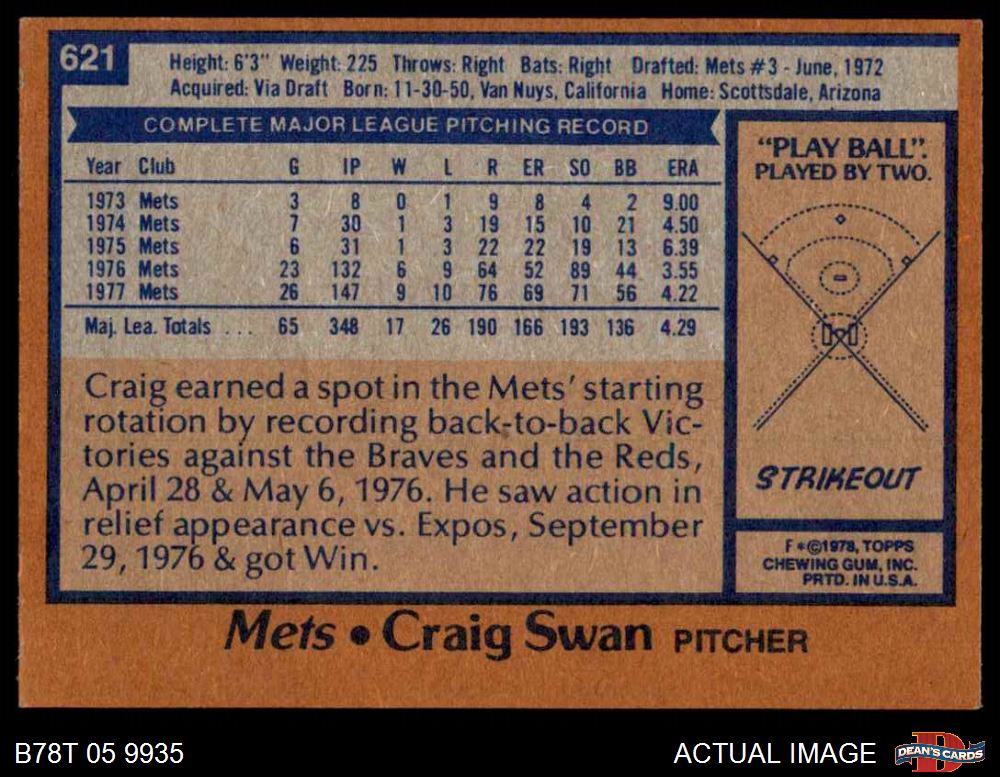 621
Height: 6'3" Weight: 225 Throws: Right Bats: Right Drafted: Mets #3 - June, 1972
Acquired: Via Draft Born: 11-30-50, Van Nuys, California Home: Scottsdale, Arizona
COMPLETE MAJOR LEAGUE PITCHING RECORD
Year Club G IP W L R ER SO BB ERA
1973 Mets 3 8 0 1 9 8 4 2 9.00
1974 Mets 7 30 1 3 19 15 10 21 4.50
1975 Mets 6 31 1 3 22 22 19 13 6.39
1976 Mets 23 132 6 9 64 52 89 44 3.55
1977 Mets 26 147 9 10 76 69 71 56 4.22
Maj. Lea. Totals . . . 65 348 17 26 190 166 193 136 4.29
Craig earned a spot in the Mets' starting
rotation by recording back-to-back Vic-
tories against the Braves and the Reds,
April 28 & May 6, 1976. He saw action in
relief appearance vs. Expos, September
29, 1976 & got Win.
"PLAY BALL".
PLAYED BY TWO.
STRIKEOUT
F*©1978, TOPPS
CHEWING GUM, INC.
PRTD. IN U.S.A.
Mets • Craig Swan PITCHER
B78T 05 9935
ACTUAL IMAGE
D
DEAN'S CARDS